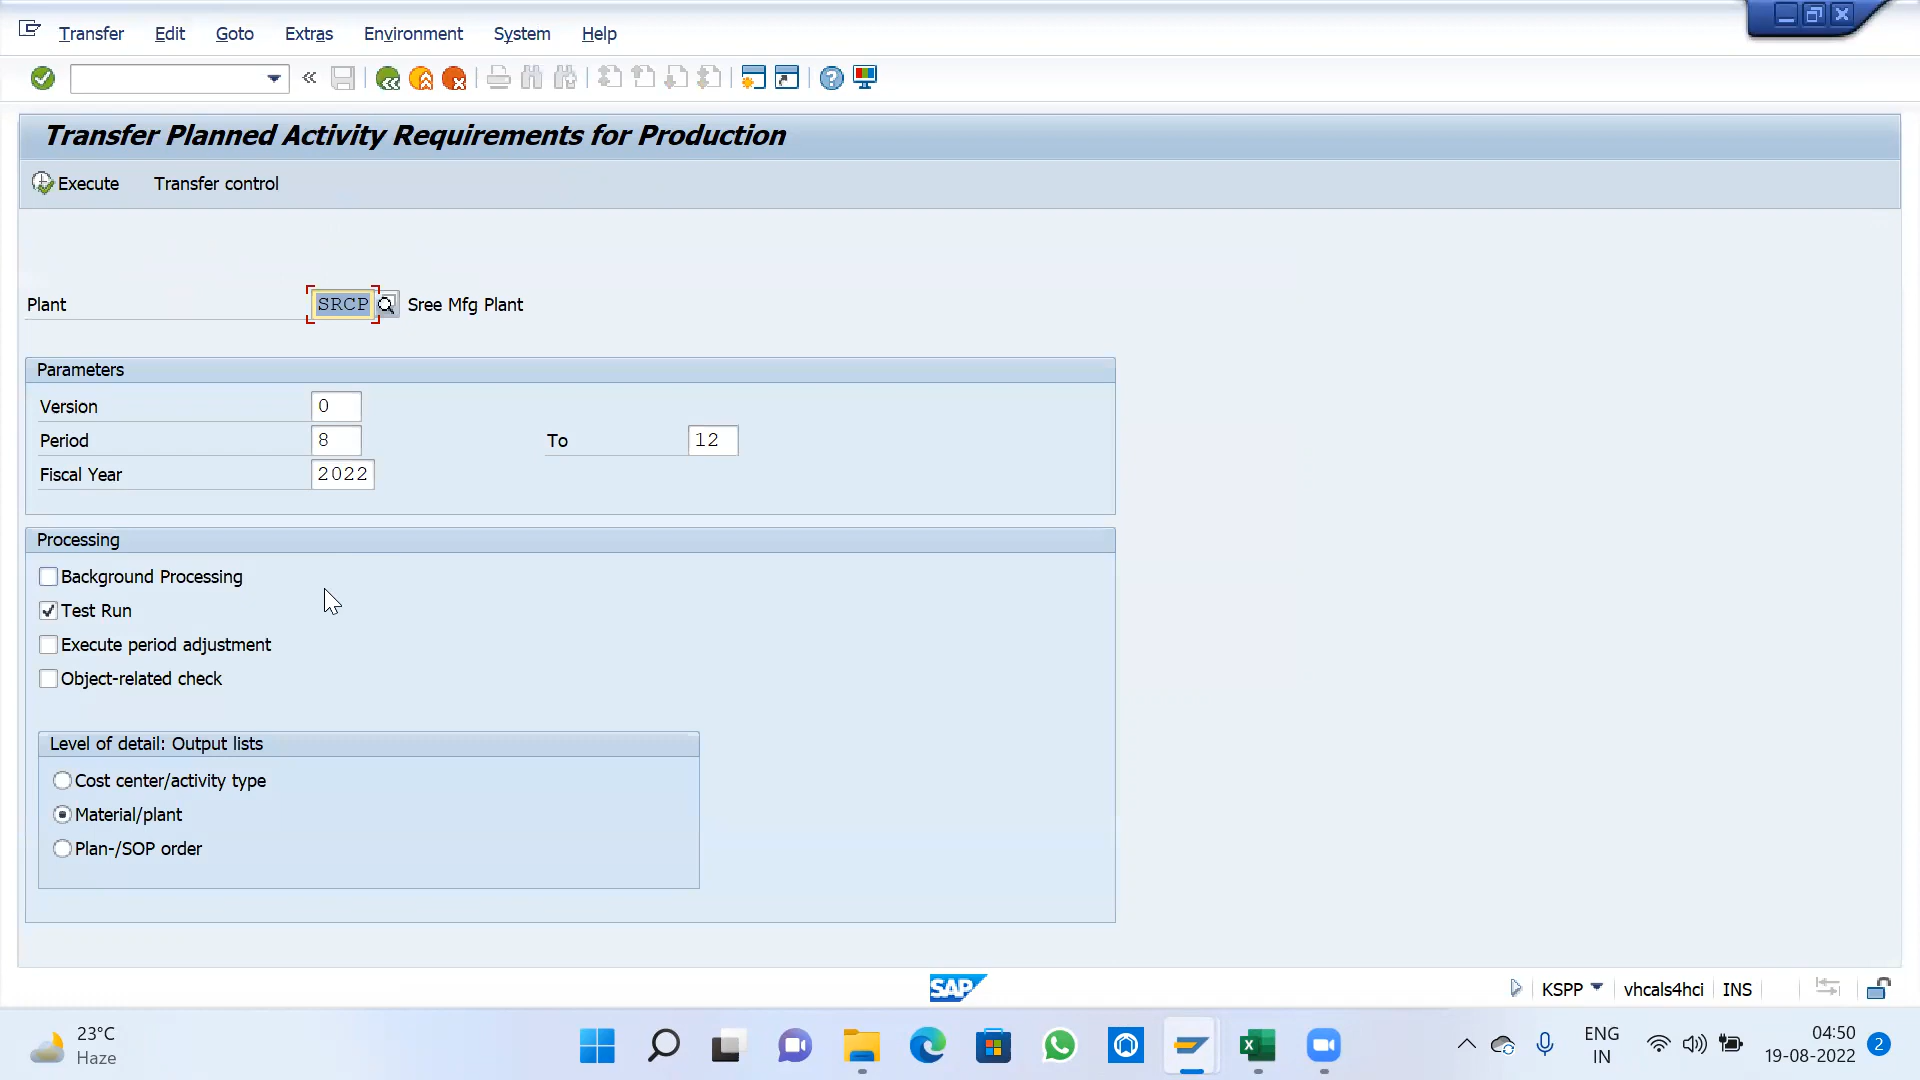 Transfer Edit Goto Extras Environment System Help
Transfer Planned Activity Requirements for Production
Execute Transfer control
Plant SRCP Sree Mfg Plant
Parameters
Version 0
Period 8 To 12
Fiscal Year 2022
Processing
Background Processing
Test Run
Execute period adjustment
Object-related check
Level of detail: Output lists
Cost center/activity type
Material/plant
Plan-/SOP order
SAP KSPP vhcals4hci INS
23°C
Haze
ENG
IN
04:50
19-08-2022
2